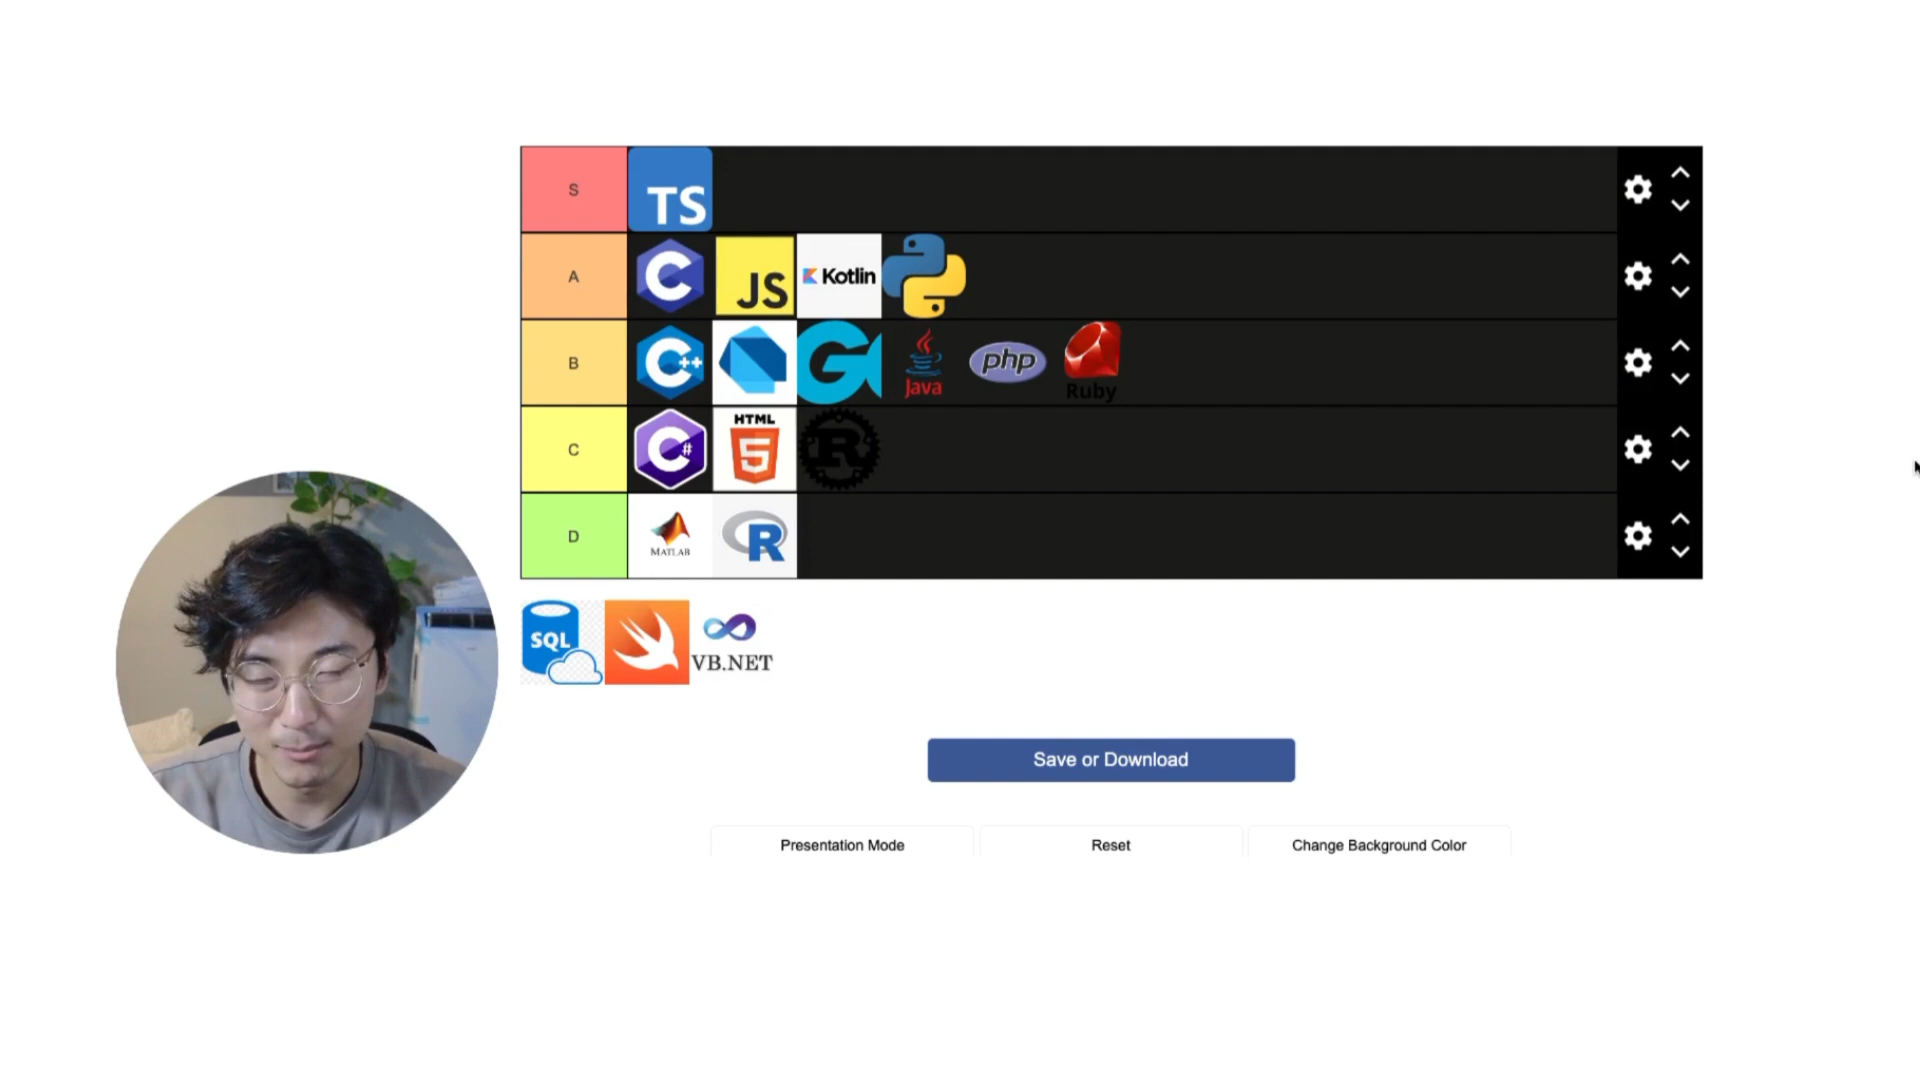 S
TS
A
C
JS
Kotlin
B
C++
G
Java
php
Ruby
C
C#
HTML
5
R
D
MATLAB
R
SQL
VB.NET
Save or Download
Presentation Mode
Reset
Change Background Color